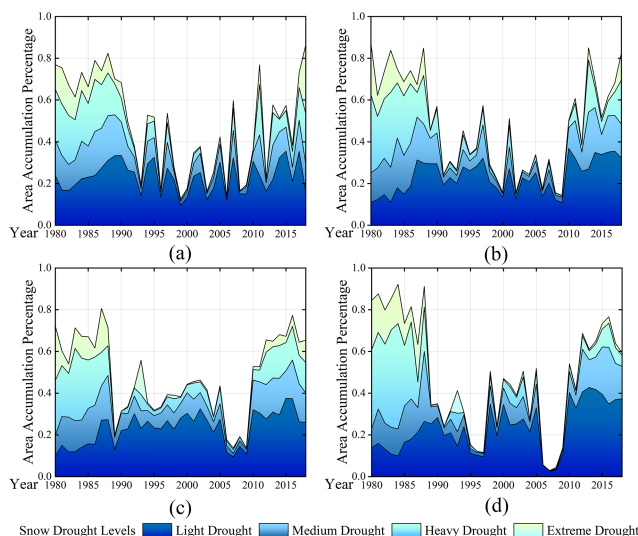 1.0 1.0
0.8 0.8
0.6 0.6
0.4 0.4
0.2 0.2
0.0 0.0
Area Accumulation Percentage Area Accumulation Percentage
Year 1980 1985 1990 1995 2000 2005 2010 2015 Year 1980 1985 1990 1995 2000 2005 2010 2015
(a) (b)
1.0 1.0
0.8 0.8
0.6 0.6
0.4 0.4
0.2 0.2
0.0 0.0
Area Accumulation Percentage Area Accumulation Percentage
Year 1980 1985 1990 1995 2000 2005 2010 2015 Year 1980 1985 1990 1995 2000 2005 2010 2015
(c) (d)
Snow Drought Levels Light Drought Medium Drought Heavy Drought Extreme Drought